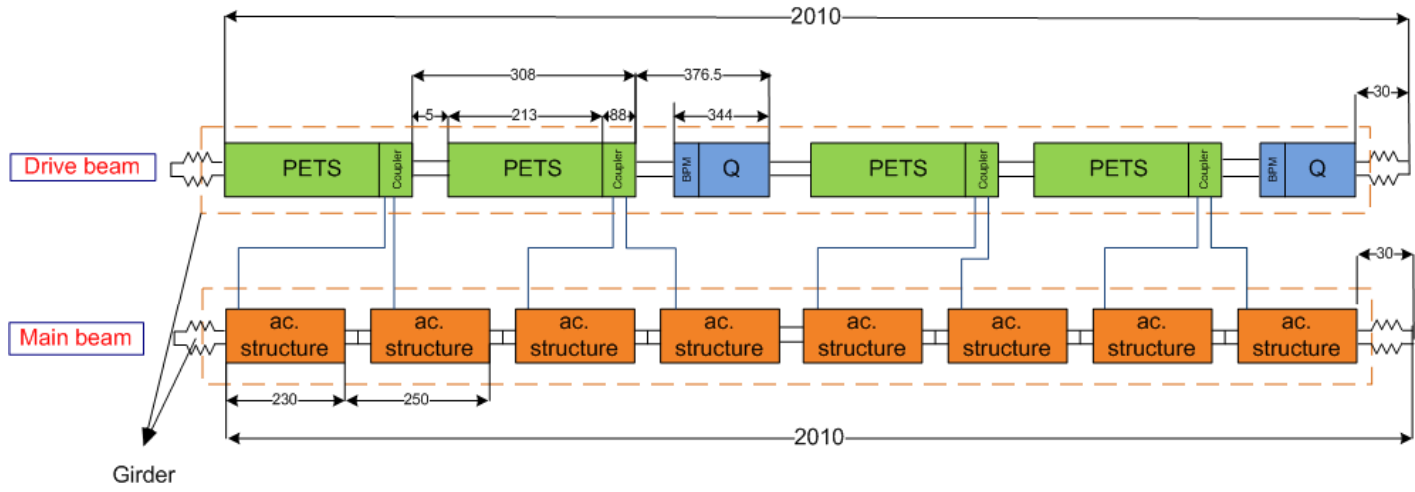 2010
308
376.5
5
213
88
344
30
Drive beam
PETS
Coupler
PETS
Coupler
BPM
Q
PETS
Coupler
PETS
Coupler
BPM
Q
30
Main beam
ac.
structure
ac.
structure
ac.
structure
ac.
structure
ac.
structure
ac.
structure
ac.
structure
ac.
structure
230
250
2010
Girder